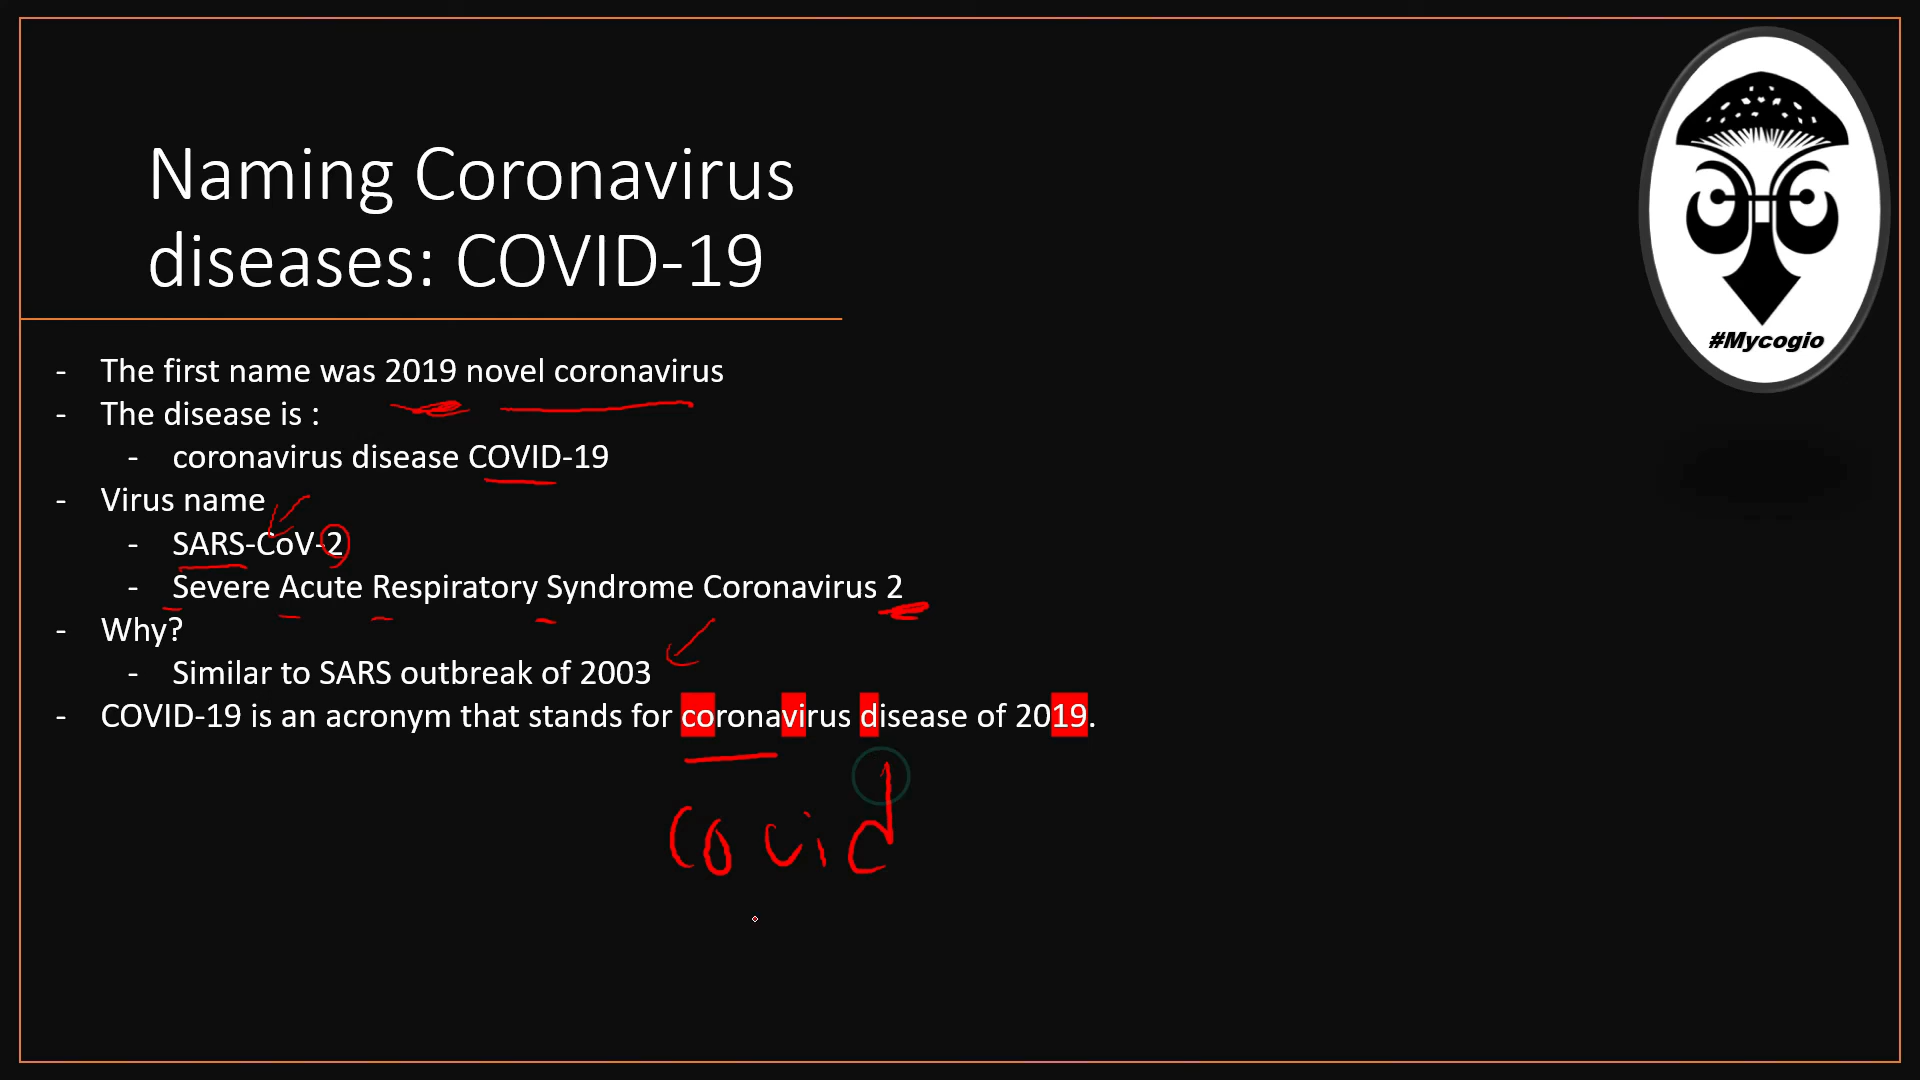 Naming Coronavirus
diseases: COVID-19
#Mycogio
- The first name was 2019 novel coronavirus
- The disease is :
- coronavirus disease COVID-19
- Virus name
- SARS-CoV-2
- Severe Acute Respiratory Syndrome Coronavirus 2
- Why?
- Similar to SARS outbreak of 2003
- COVID-19 is an acronym that stands for coronavirus disease of 2019.
covid